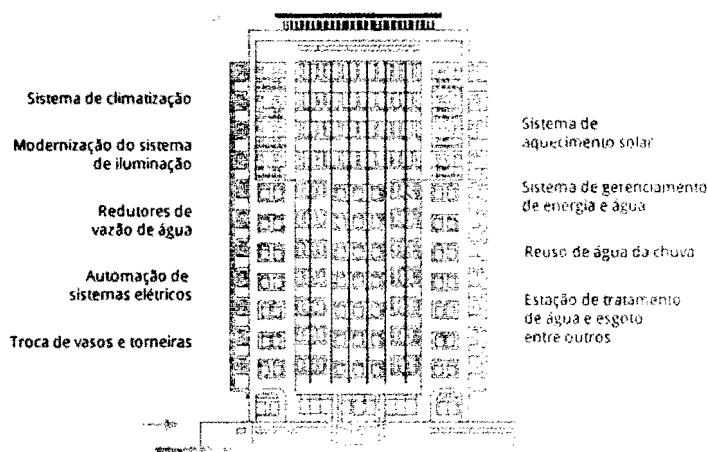 Sistema de climatização
Modernização do sistema
de iluminação
Redutores de
vazão de água
Automação de
sistemas elétricos
Troca de vasos e torneiras
Sistema de
aquecimento solar
Sistema de gerenciamento
de energia e água
Reuso de água da chuva
Estação de tratamento
de água e esgoto
entre outros